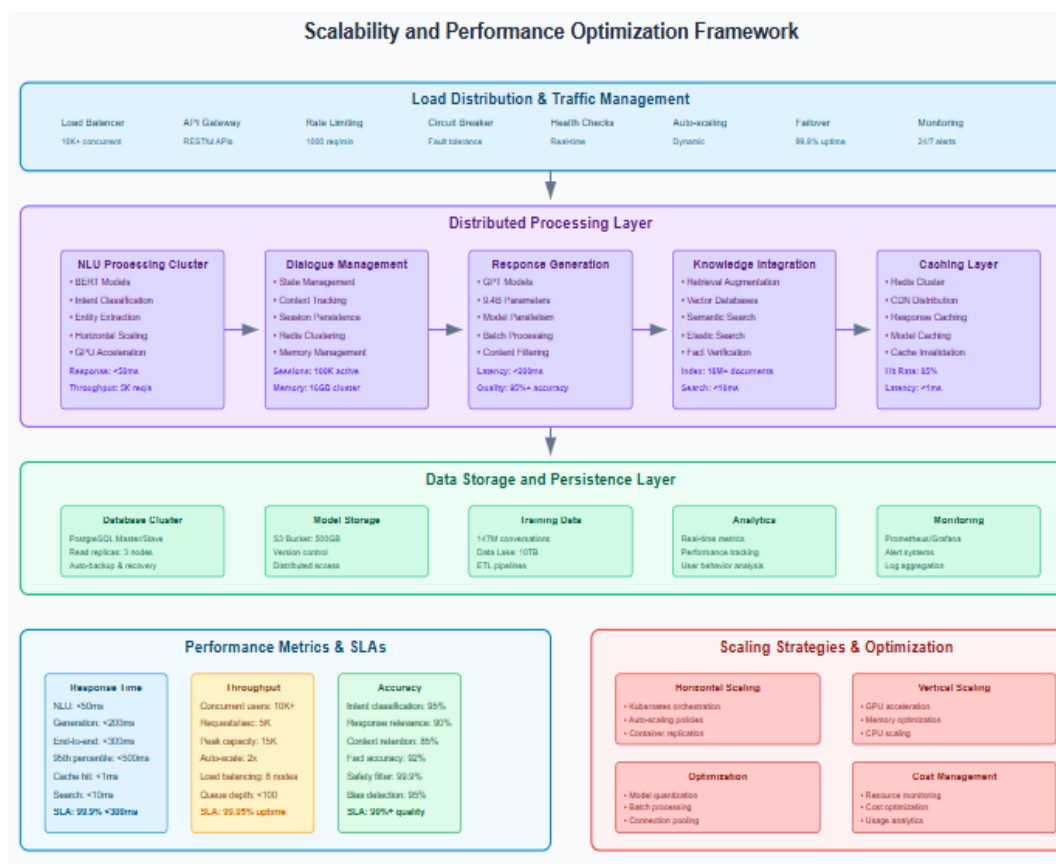 Scalability and Performance Optimization Framework
Load Distribution & Traffic Management
Load Balancer
10K+ concurrent
API Gateway
RESTful APIs
Rate Limiting
1000 req/min
Circuit Breaker
Fault tolerance
Health Checks
Real-time
Auto-scaling
Dynamic
Failover
99.9% uptime
Monitoring
24/7 alerts
Distributed Processing Layer
NLU Processing Cluster
• BERT Models
• Intent Classification
• Entity Extraction
• Horizontal Scaling
• GPU Acceleration
Response: <50ms
Throughput: 5K req/s
Dialogue Management
• State Management
• Context Tracking
• Session Persistence
• Redis Clustering
• Memory Management
Sessions: 100K active
Memory: 16GB cluster
Response Generation
• GPT Models
• 9.4B Parameters
• Model Parallelism
• Batch Processing
• Content Filtering
Latency: <200ms
Quality: 95%+ accuracy
Knowledge Integration
• Retrieval Augmentation
• Vector Databases
• Semantic Search
• Elastic Search
• Fact Verification
Index: 10M+ documents
Search: <10ms
Caching Layer
• Redis Cluster
• CDN Distribution
• Response Caching
• Model Caching
• Cache Invalidation
Hit Rate: 85%
Latency: <1ms
Data Storage and Persistence Layer
Database Cluster
PostgreSQL Master/Slave
Read replicas: 3 nodes
Auto-backup & recovery
Model Storage
S3 Bucket: 500GB
Version control
Distributed access
Training Data
147M conversations
Data Lake: 10TB
ETL pipelines
Analytics
Real-time metrics
Performance tracking
User behavior analysis
Monitoring
Prometheus/Grafana
Alert systems
Log aggregation
Performance Metrics & SLAs
Response Time
NLU: <50ms
Generation: <200ms
End-to-end: <300ms
95th percentile: <500ms
Cache hit: <1ms
Search: <10ms
SLA: 99.9% <300ms
Throughput
Concurrent users: 10K+
Requests/sec: 5K
Peak capacity: 15K
Auto-scale: 2x
Load balancing: 8 nodes
Queue depth: <100
SLA: 99.95% uptime
Accuracy
Intent classification: 95%
Response relevance: 90%
Context retention: 85%
Fact accuracy: 92%
Safety filter: 99.9%
Bias detection: 95%
SLA: 90%+ quality
Scaling Strategies & Optimization
Horizontal Scaling
• Kubernetes orchestration
• Auto-scaling policies
• Container replication
Vertical Scaling
• GPU acceleration
• Memory optimization
• CPU scaling
Optimization
• Model quantization
• Batch processing
• Connection pooling
Cost Management
• Resource monitoring
• Cost optimization
• Usage analytics